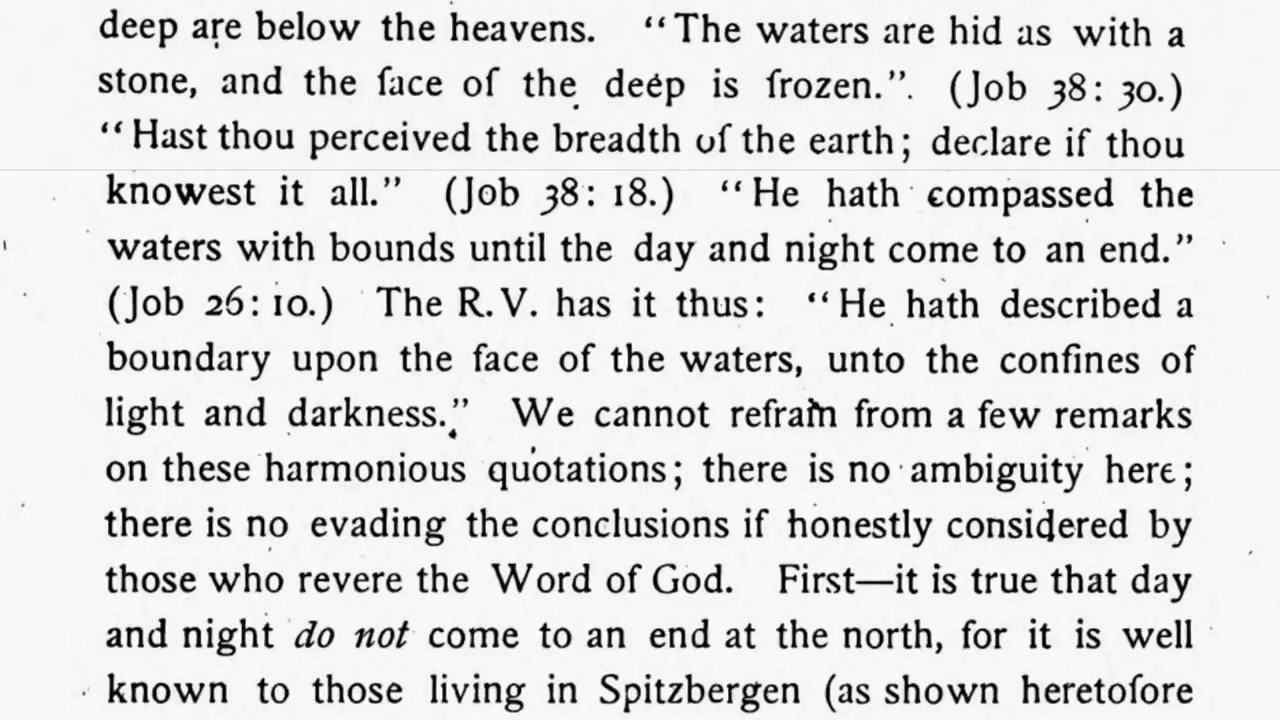 deep are below the heavens. “The waters are hid as with a
stone, and the face of the deep is frozen.”. (Job 38: 30.)
“Hast thou perceived the breadth of the earth; declare if thou
knowest it all.” (Job 38: 18.) “He hath compassed the
waters with bounds until the day and night come to an end.”
(Job 26: 10.) The R. V. has it thus: “He hath described a
boundary upon the face of the waters, unto the confines of
light and darkness.” We cannot refrain from a few remarks
on these harmonious quotations; there is no ambiguity here;
there is no evading the conclusions if honestly considered by
those who revere the Word of God. First—it is true that day
and night do not come to an end at the north, for it is well
known to those living in Spitzbergen (as shown heretofore